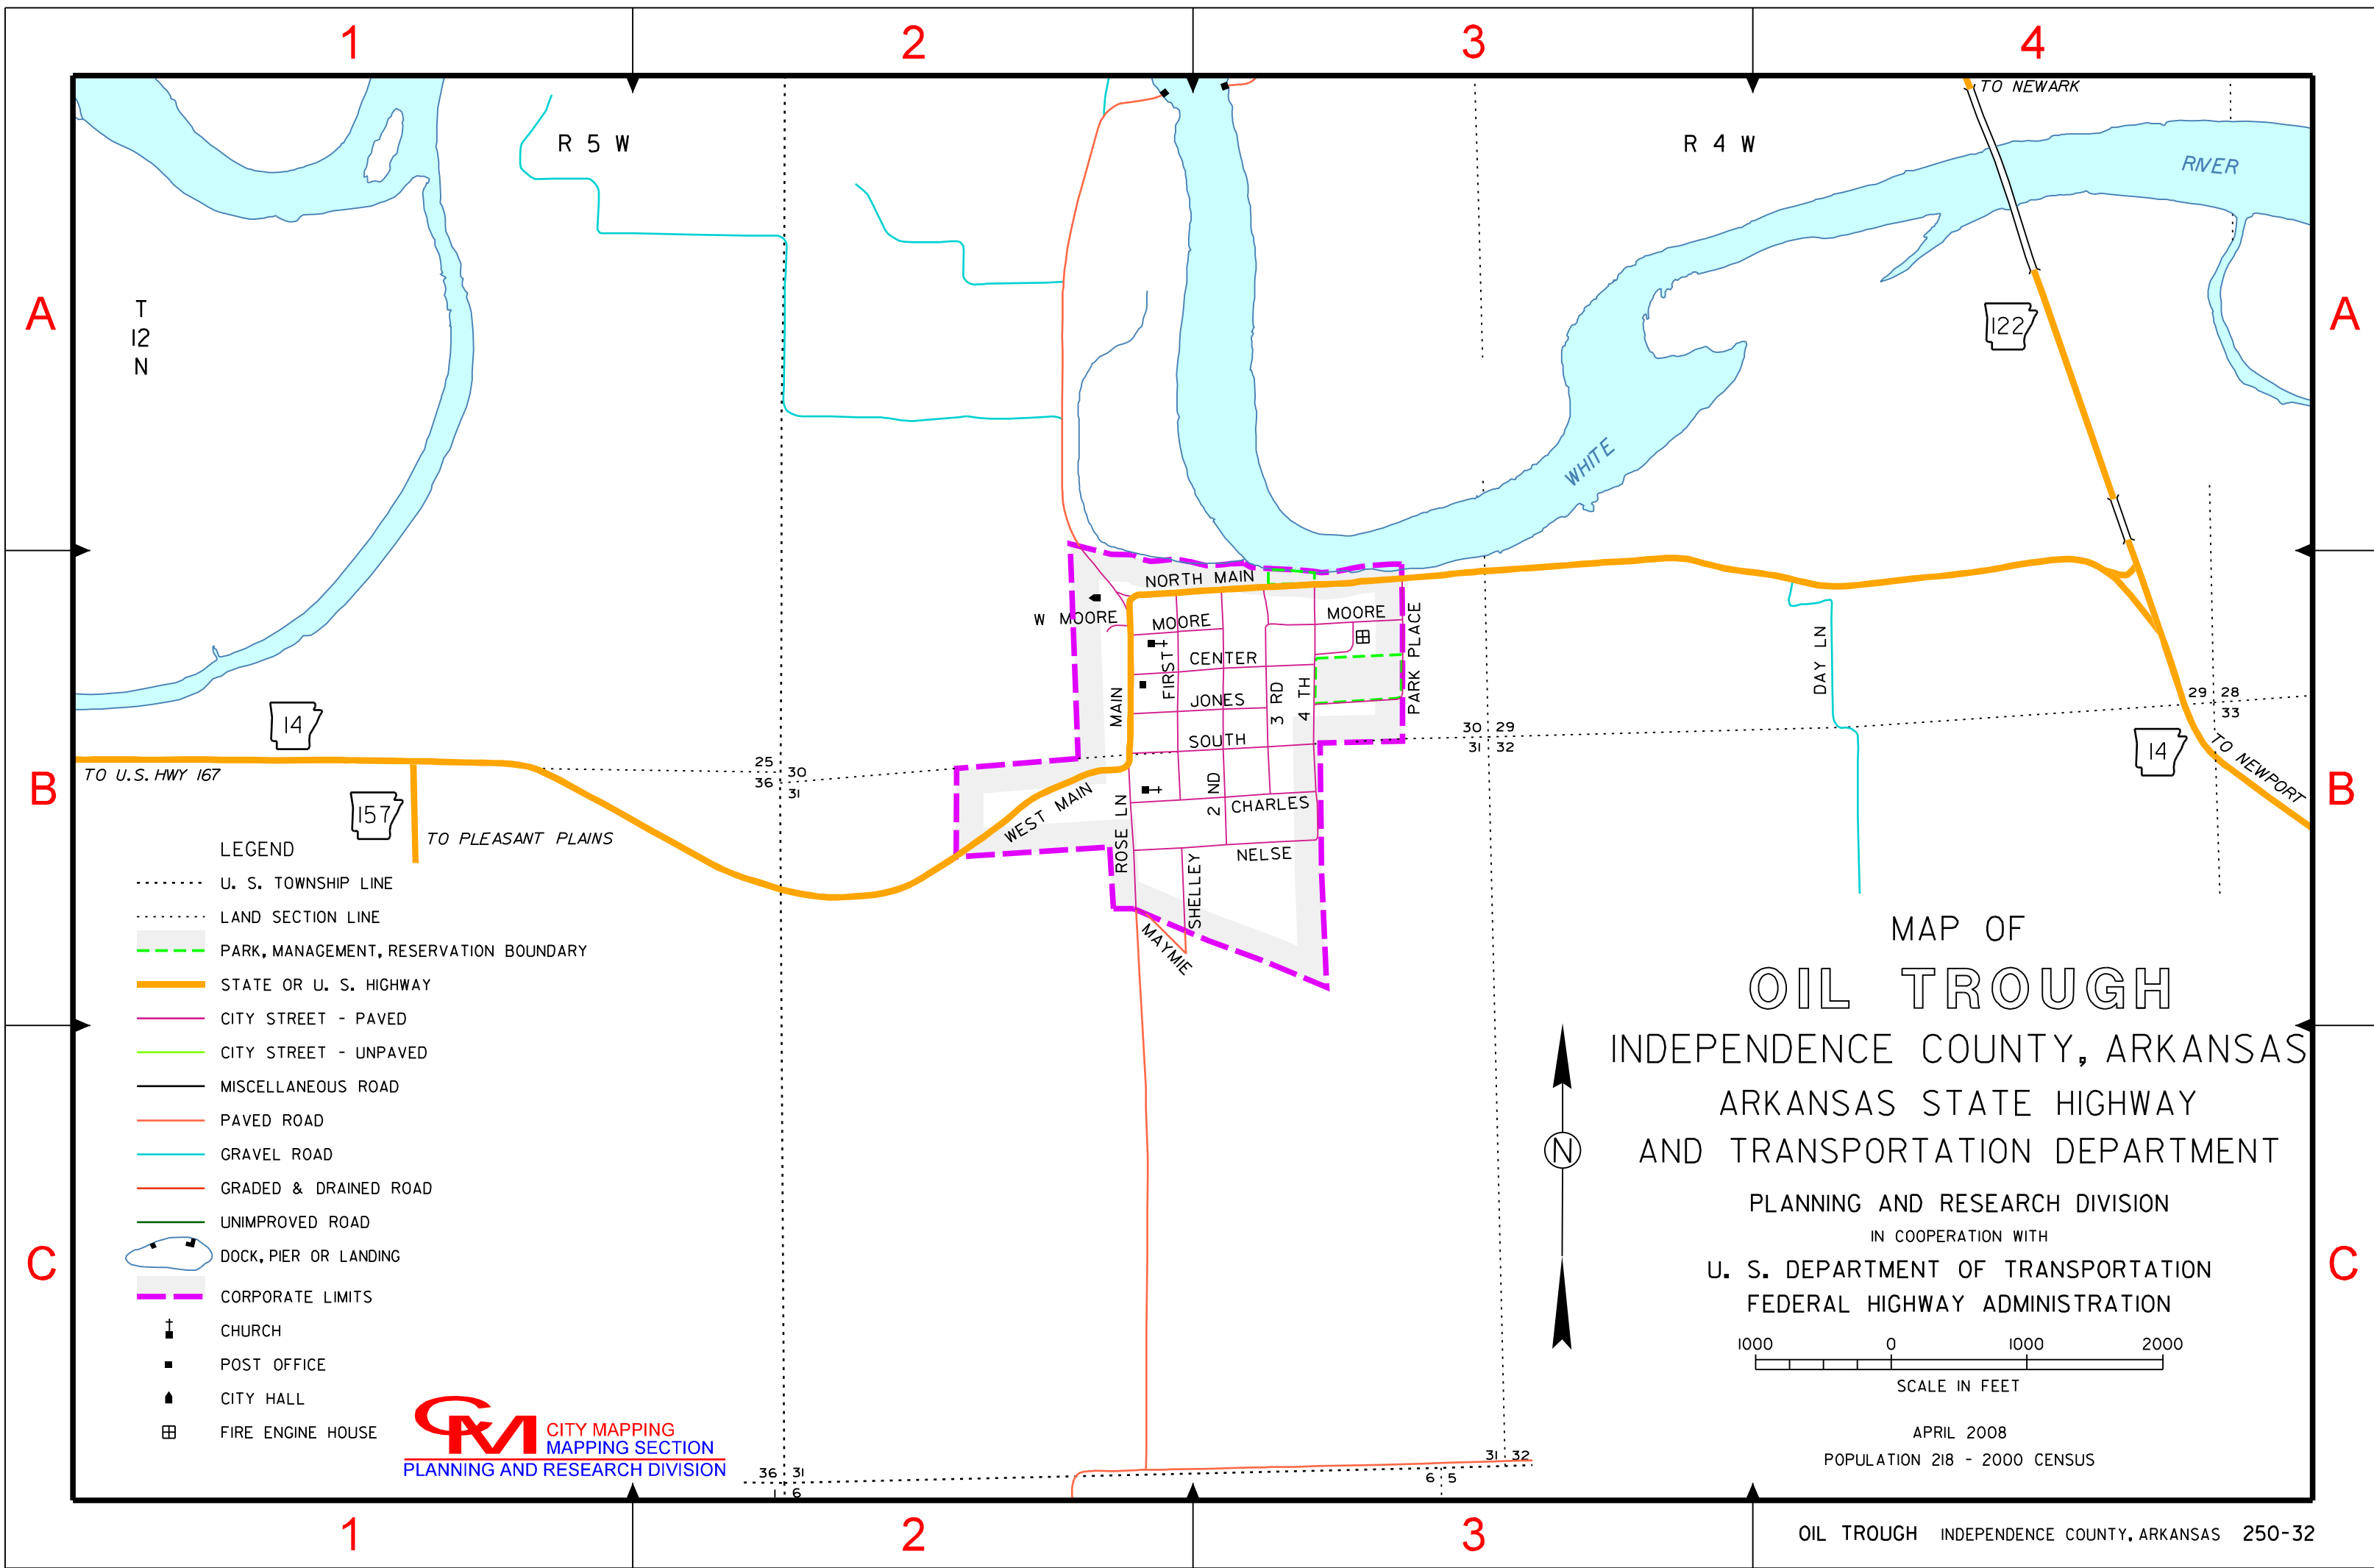 1 2 3 4
TO NEWARK
R 5 W
R 4 W
RIVER
A
A
T
12
N
122
WHITE
NORTH MAIN
W MOORE
MOORE
MOORE
PARK PLACE
FIRST
CENTER
DAY LN
MAIN
JONES
3 RD
4 TH
29 28
33
14
SOUTH
30 29
31 32
14
TO NEWPORT
25
30
36
31
TO U.S. HWY 167
B
B
157
TO PLEASANT PLAINS
WEST MAIN
ROSE LN
2 ND
CHARLES
NELSE
SHELLEY
MAYMIE
LEGEND
U. S. TOWNSHIP LINE
LAND SECTION LINE
PARK, MANAGEMENT, RESERVATION BOUNDARY
STATE OR U. S. HIGHWAY
CITY STREET - PAVED
CITY STREET - UNPAVED
MISCELLANEOUS ROAD
PAVED ROAD
GRAVEL ROAD
GRADED & DRAINED ROAD
UNIMPROVED ROAD
DOCK, PIER OR LANDING
CORPORATE LIMITS
CHURCH
POST OFFICE
CITY HALL
FIRE ENGINE HOUSE
C
C
MAP OF
OIL TROUGH
INDEPENDENCE COUNTY, ARKANSAS
ARKANSAS STATE HIGHWAY
AND TRANSPORTATION DEPARTMENT
PLANNING AND RESEARCH DIVISION
IN COOPERATION WITH
U. S. DEPARTMENT OF TRANSPORTATION
FEDERAL HIGHWAY ADMINISTRATION
N
1000 0 1000 2000
SCALE IN FEET
APRIL 2008
POPULATION 218 - 2000 CENSUS
CM
CITY MAPPING
MAPPING SECTION
PLANNING AND RESEARCH DIVISION
36 31
1 6
31 32
6 5
1 2 3
OIL TROUGH INDEPENDENCE COUNTY, ARKANSAS 250-32